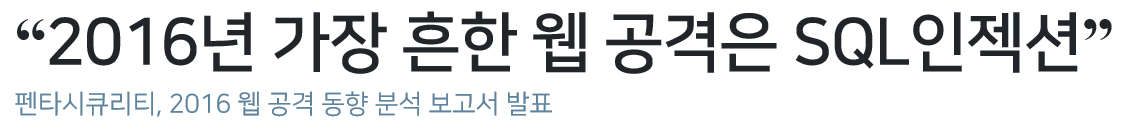 “2016년 가장 흔한 웹 공격은 SQL인젝션”
펜타시큐리티, 2016 웹 공격 동향 분석 보고서 발표